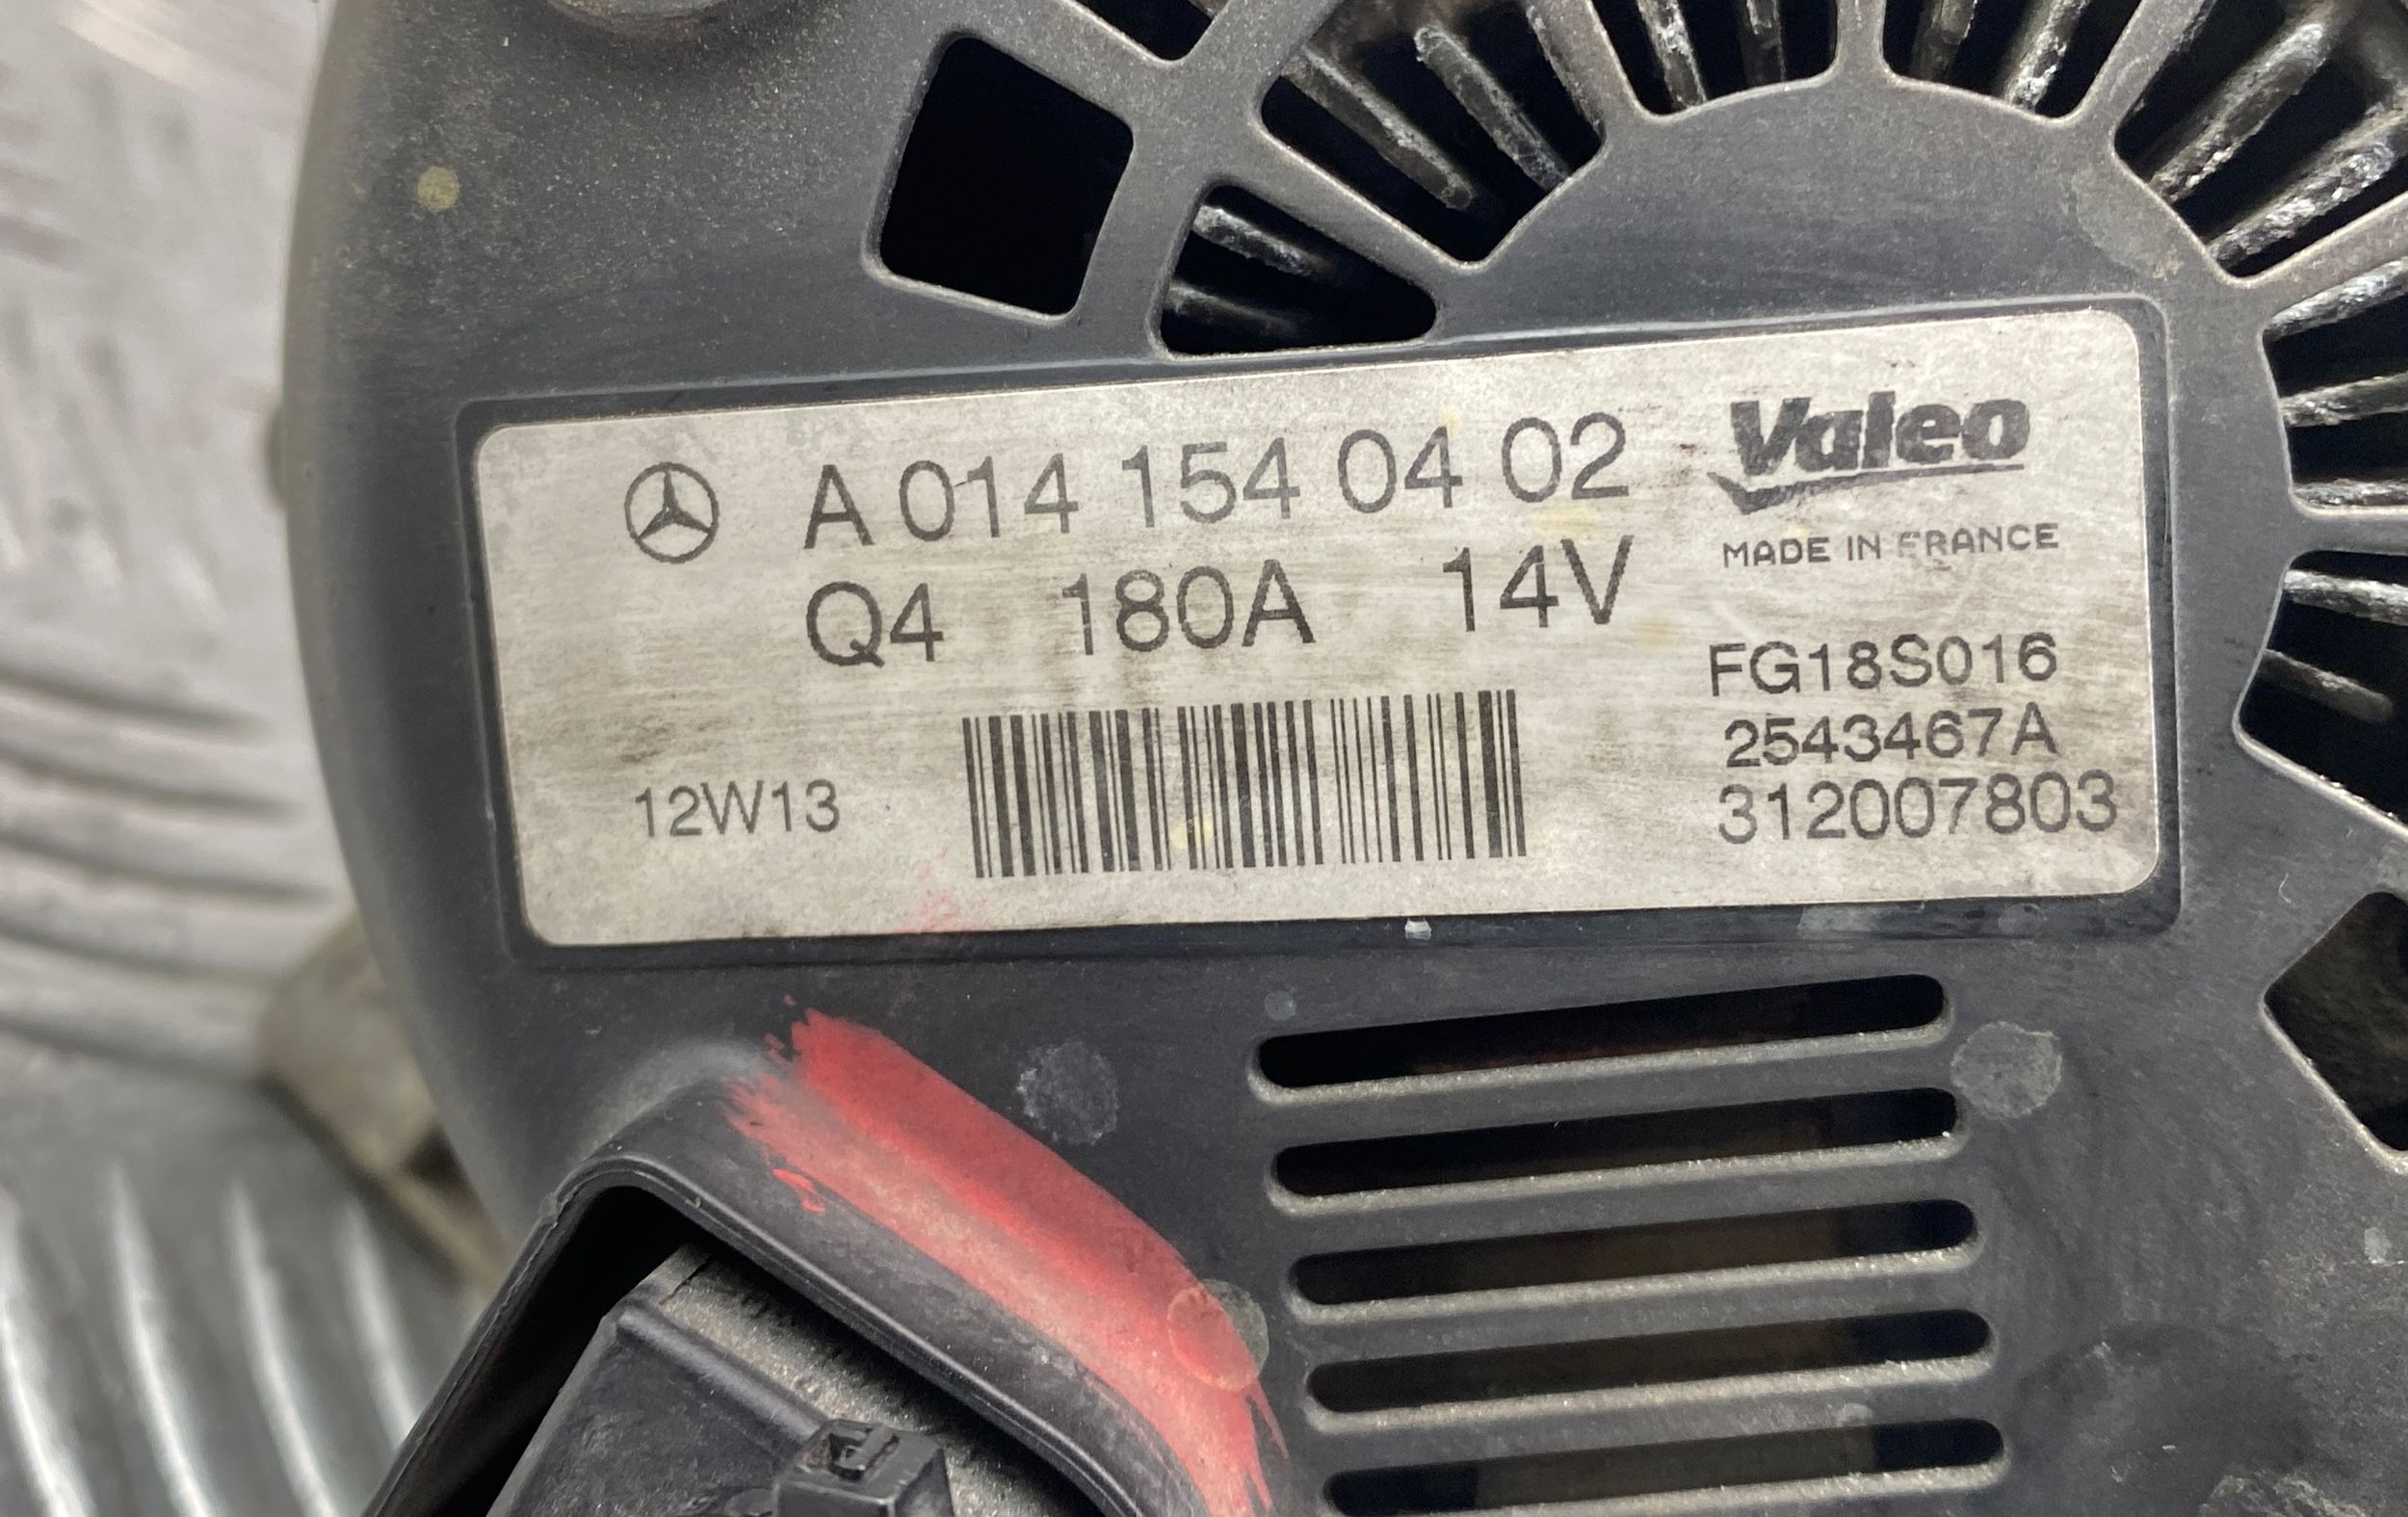 A 014 154 04 02
Q4 180A 14V
12W13
Valeo
MADE IN FRANCE
FG18S016
2543467A
312007803